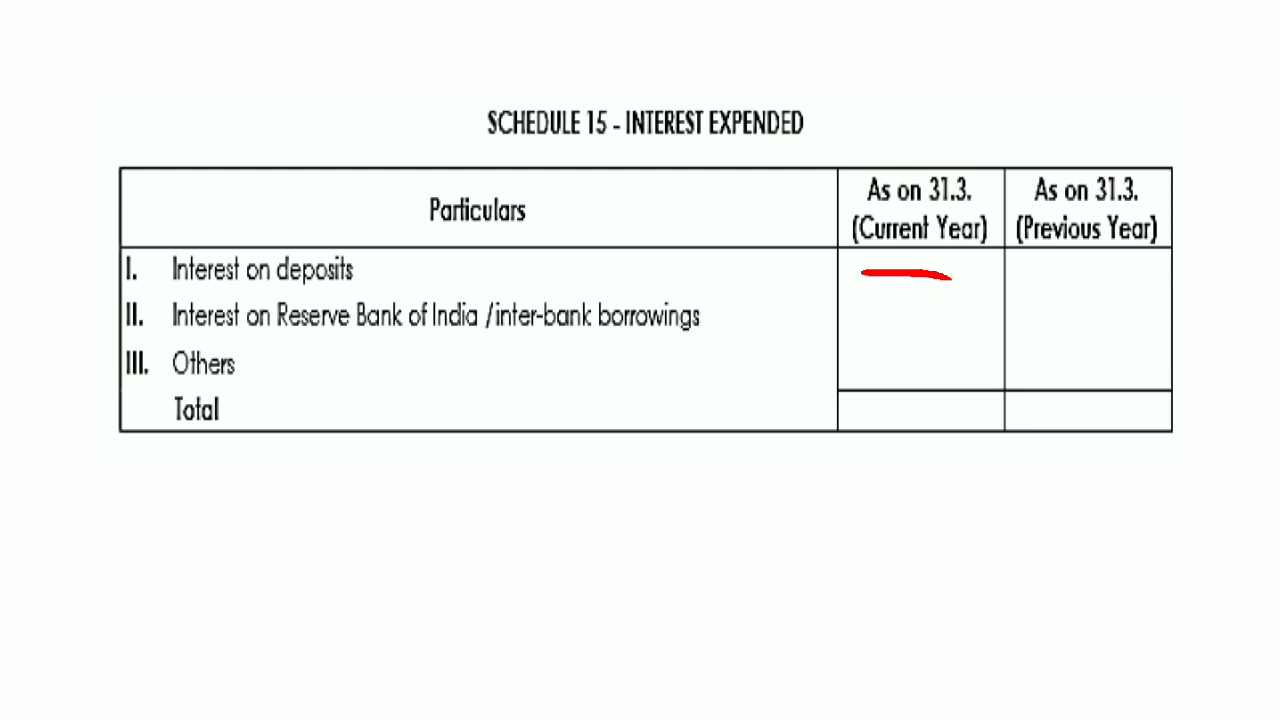 SCHEDULE 15 - INTEREST EXPENDED
Particulars
As on 31.3.
(Current Year)
As on 31.3.
(Previous Year)
I. Interest on deposits
II. Interest on Reserve Bank of India /inter-bank borrowings
III. Others
Total